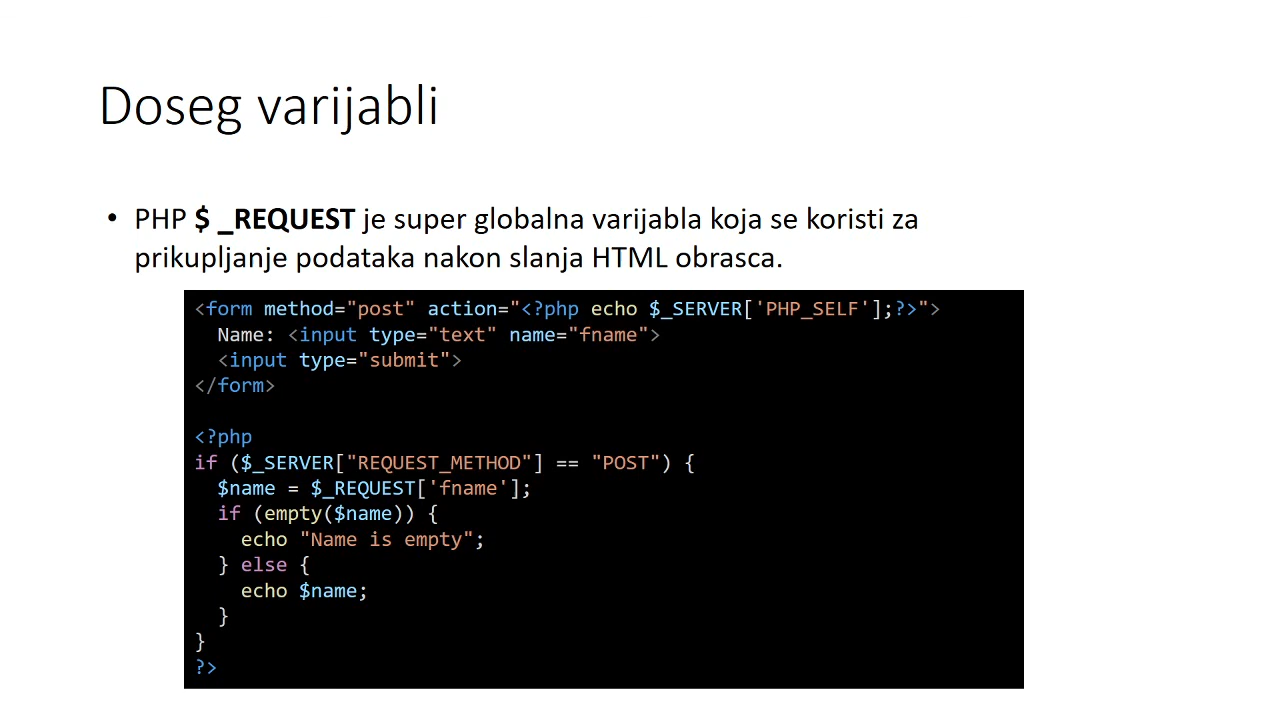 Doseg varijabli
• PHP $ _REQUEST je super globalna varijabla koja se koristi za
prikupljanje podataka nakon slanja HTML obrasca.
<form method="post" action="<?php echo $_SERVER['PHP_SELF'];?>">
  Name: <input type="text" name="fname">
  <input type="submit">
</form>

<?php
if ($_SERVER["REQUEST_METHOD"] == "POST") {
  $name = $_REQUEST['fname'];
  if (empty($name)) {
    echo "Name is empty";
  } else {
    echo $name;
  }
}
?>